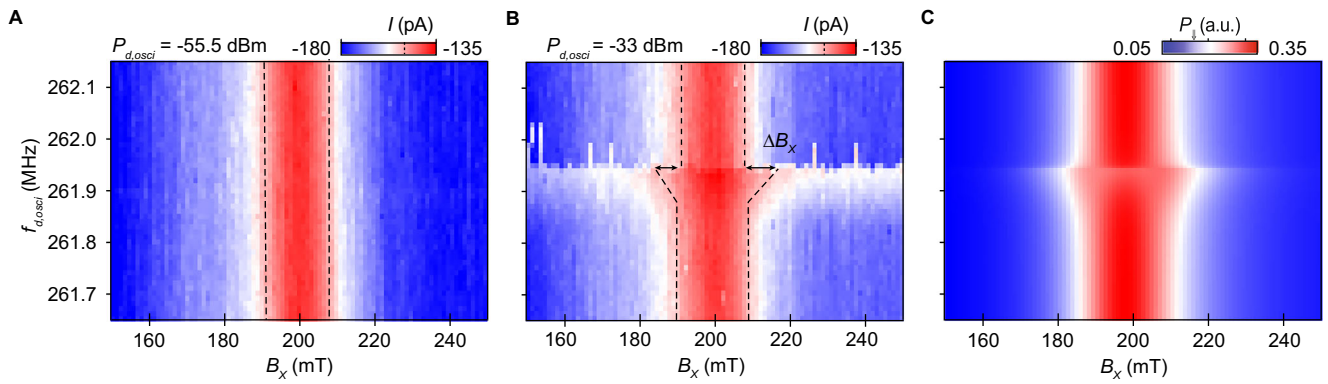 A
P_d,osci = -55.5 dBm
-180
I (pA)
-135
f_d,osci (MHz)
262.1
262.0
261.9
261.8
261.7
160
180
200
220
240
B_X (mT)
B
P_d,osci = -33 dBm
-180
I (pA)
-135
ΔB_X
160
180
200
220
240
B_X (mT)
C
0.05
(a.u.)
0.35
160
180
200
220
240
B_X (mT)